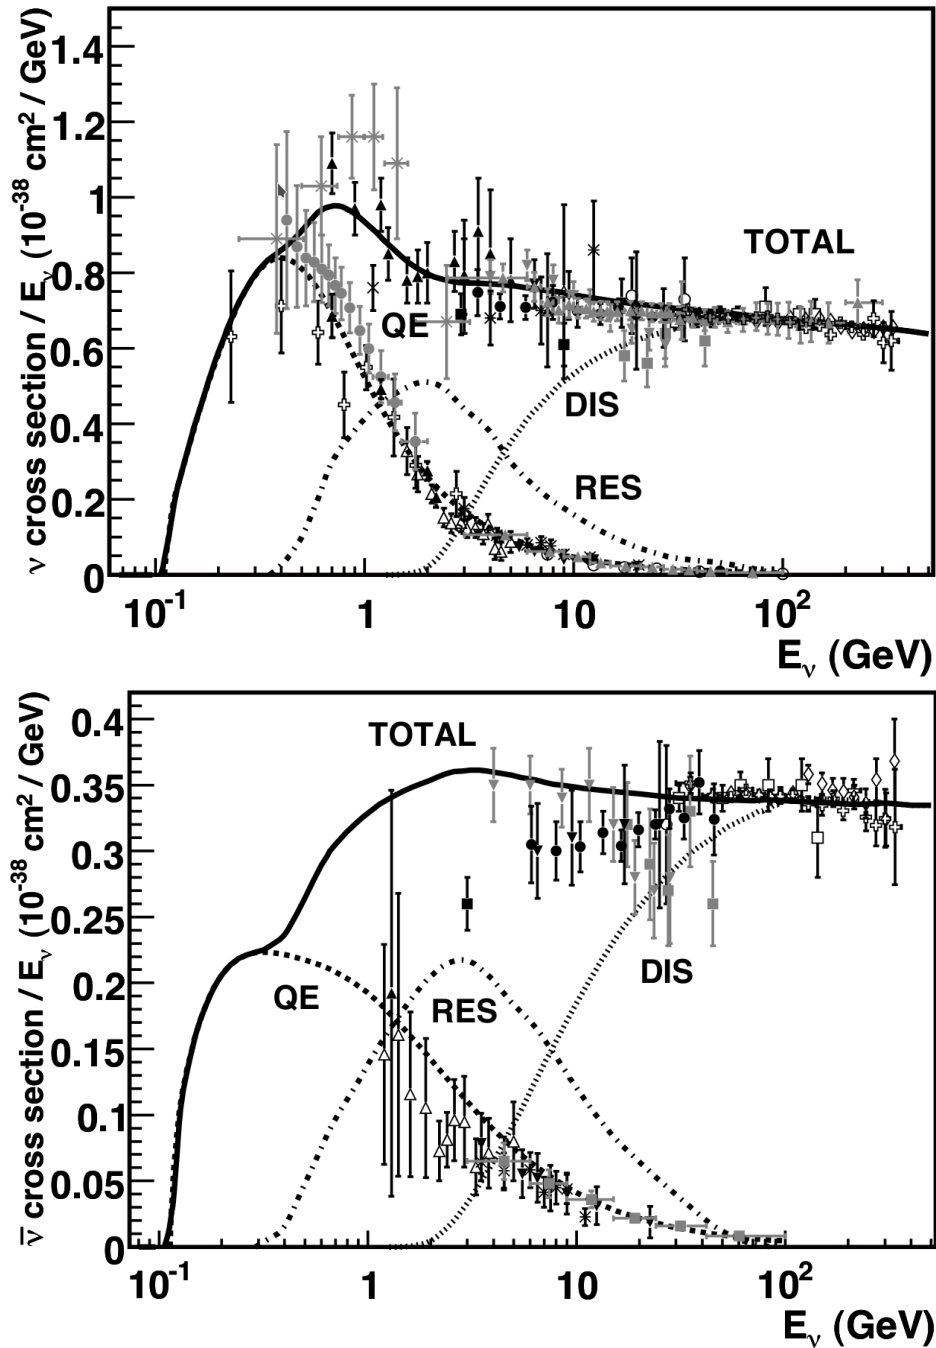 ν cross section / Eν (10⁻³⁸ cm² / GeV)
1.4
1.2
1
0.8
0.6
0.4
0.2
0
TOTAL
QE
DIS
RES
10⁻¹ 1 10 10²
Eν (GeV)
ν̅ cross section / Eν (10⁻³⁸ cm² / GeV)
0.4
0.35
0.3
0.25
0.2
0.15
0.1
0.05
0
TOTAL
QE
RES
DIS
10⁻¹ 1 10 10²
Eν (GeV)